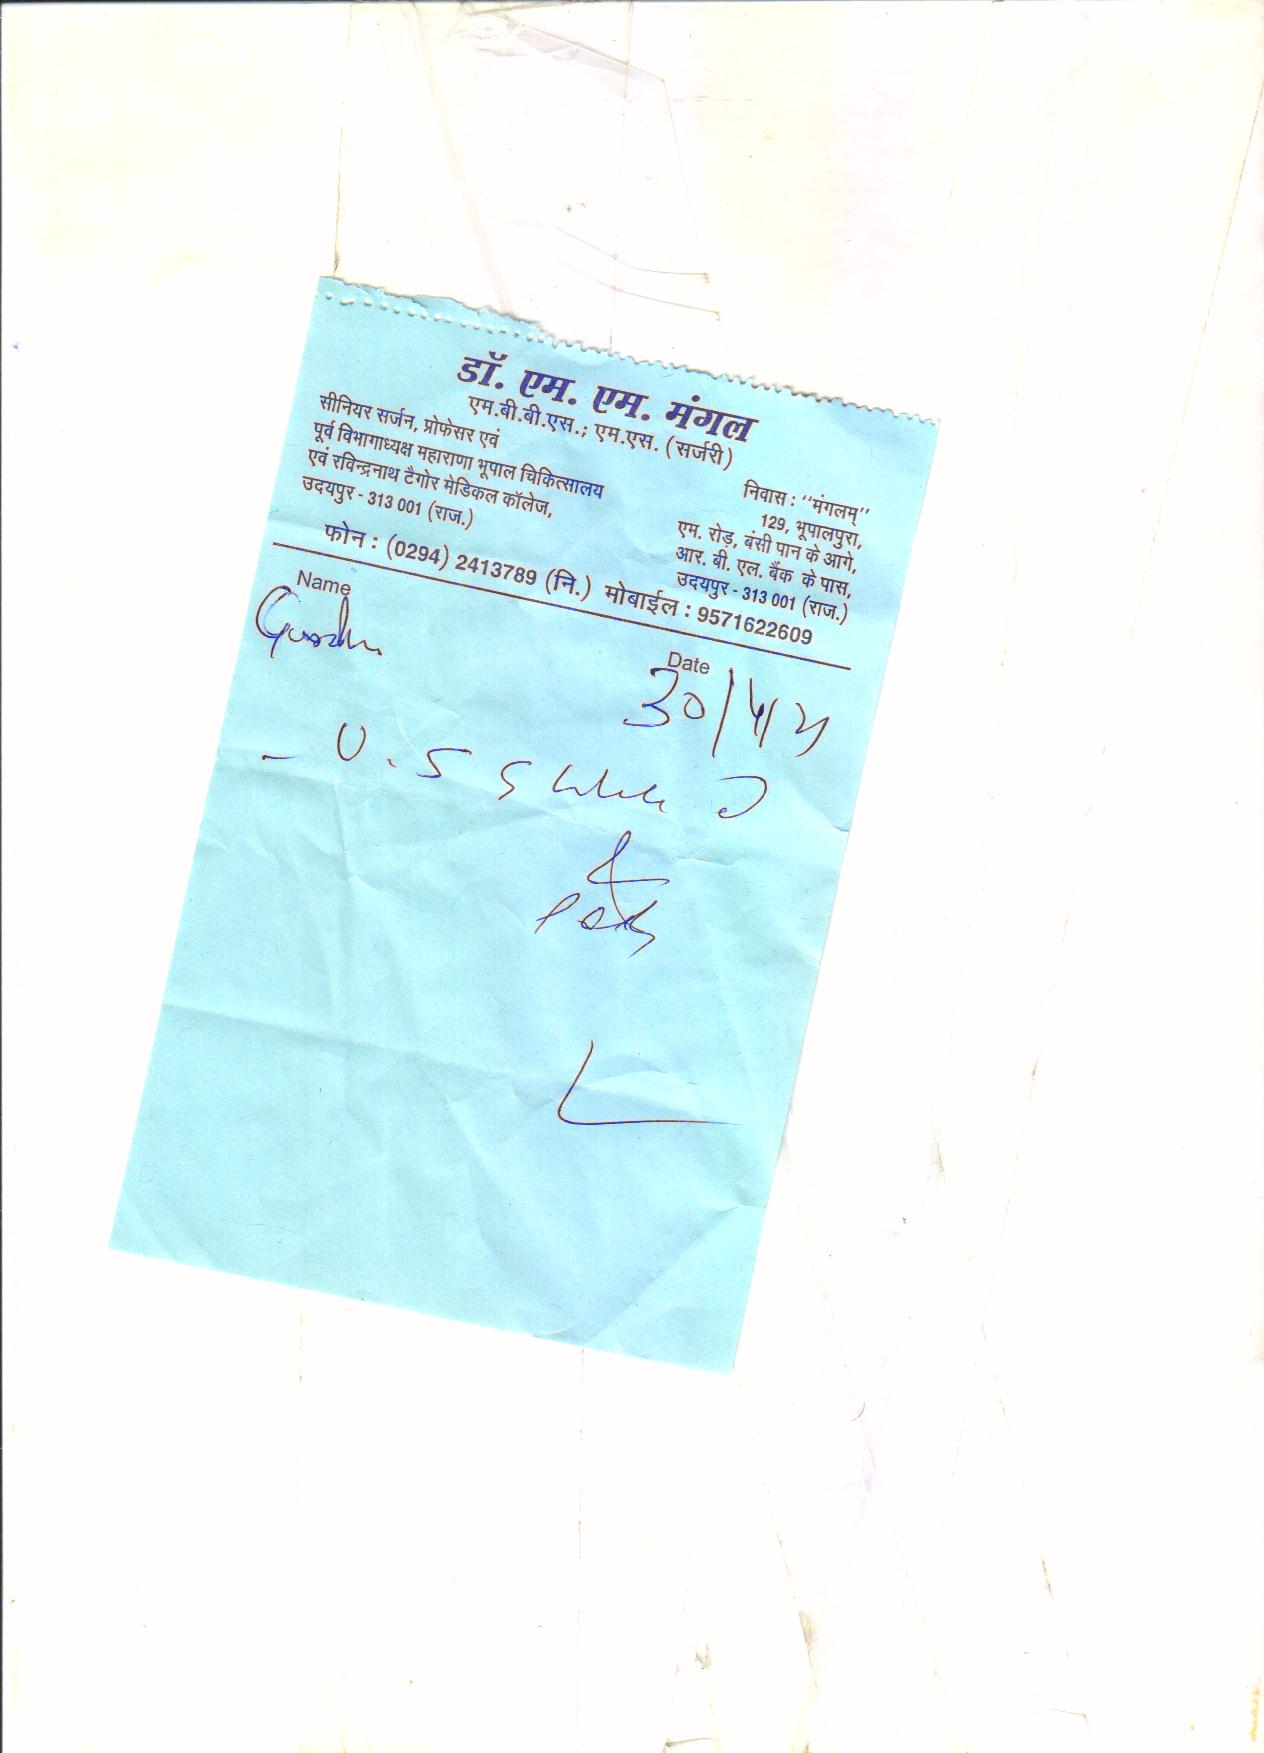 डॉ. एम. एम. मंगल
एम.बी.बी.एस.; एम.एस. (सर्जरी)
सीनियर सर्जन, प्रोफेसर एवं
पूर्व विभागाध्यक्ष महाराणा भूपाल चिकित्सालय
एवं रविन्द्रनाथ टैगोर मेडिकल कॉलेज,
उदयपुर - 313 001 (राज.)
निवास : ''मंगलम्''
129, भूपालपुरा,
एम. रोड़, बंसी पान के आगे,
आर. बी. एल. बैंक के पास,
उदयपुर - 313 001 (राज.)
फोन : (0294) 2413789 (नि.) मोबाईल : 9571622609
Name
Date
30/4/21
- U.S
&